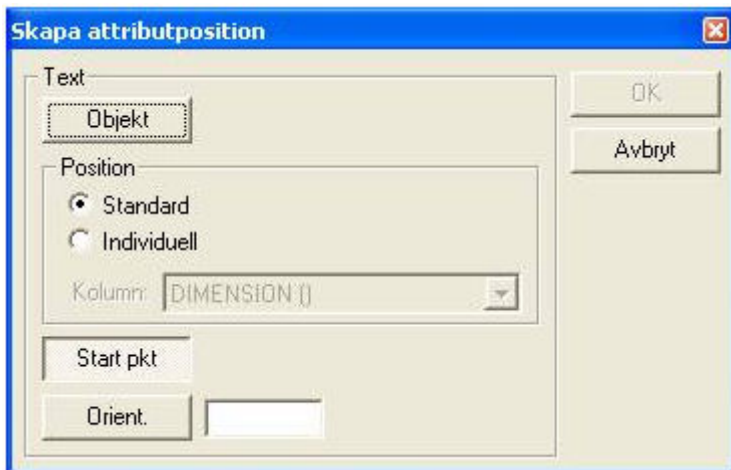 Skapa attributposition
Text
Objekt
OK
Avbryt
Position
Standard
Individuell
Kolumn: DIMENSION ()
Start pkt
Orient.